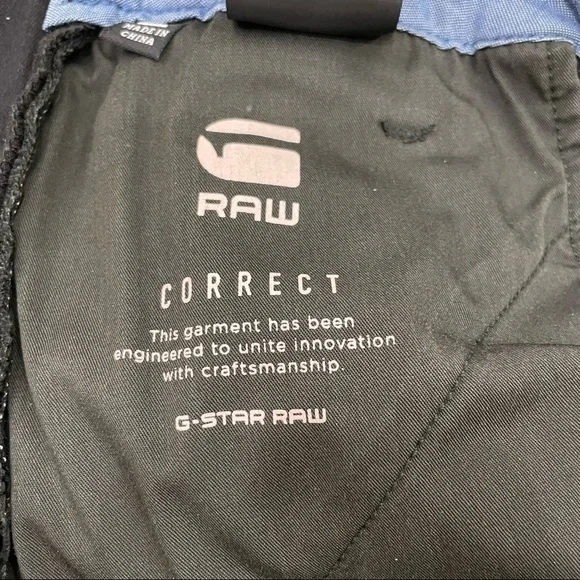 MADE IN
CHINA
RAW
CORRECT
This garment has been
engineered to unite innovation
with craftsmanship.
G-STAR RAW